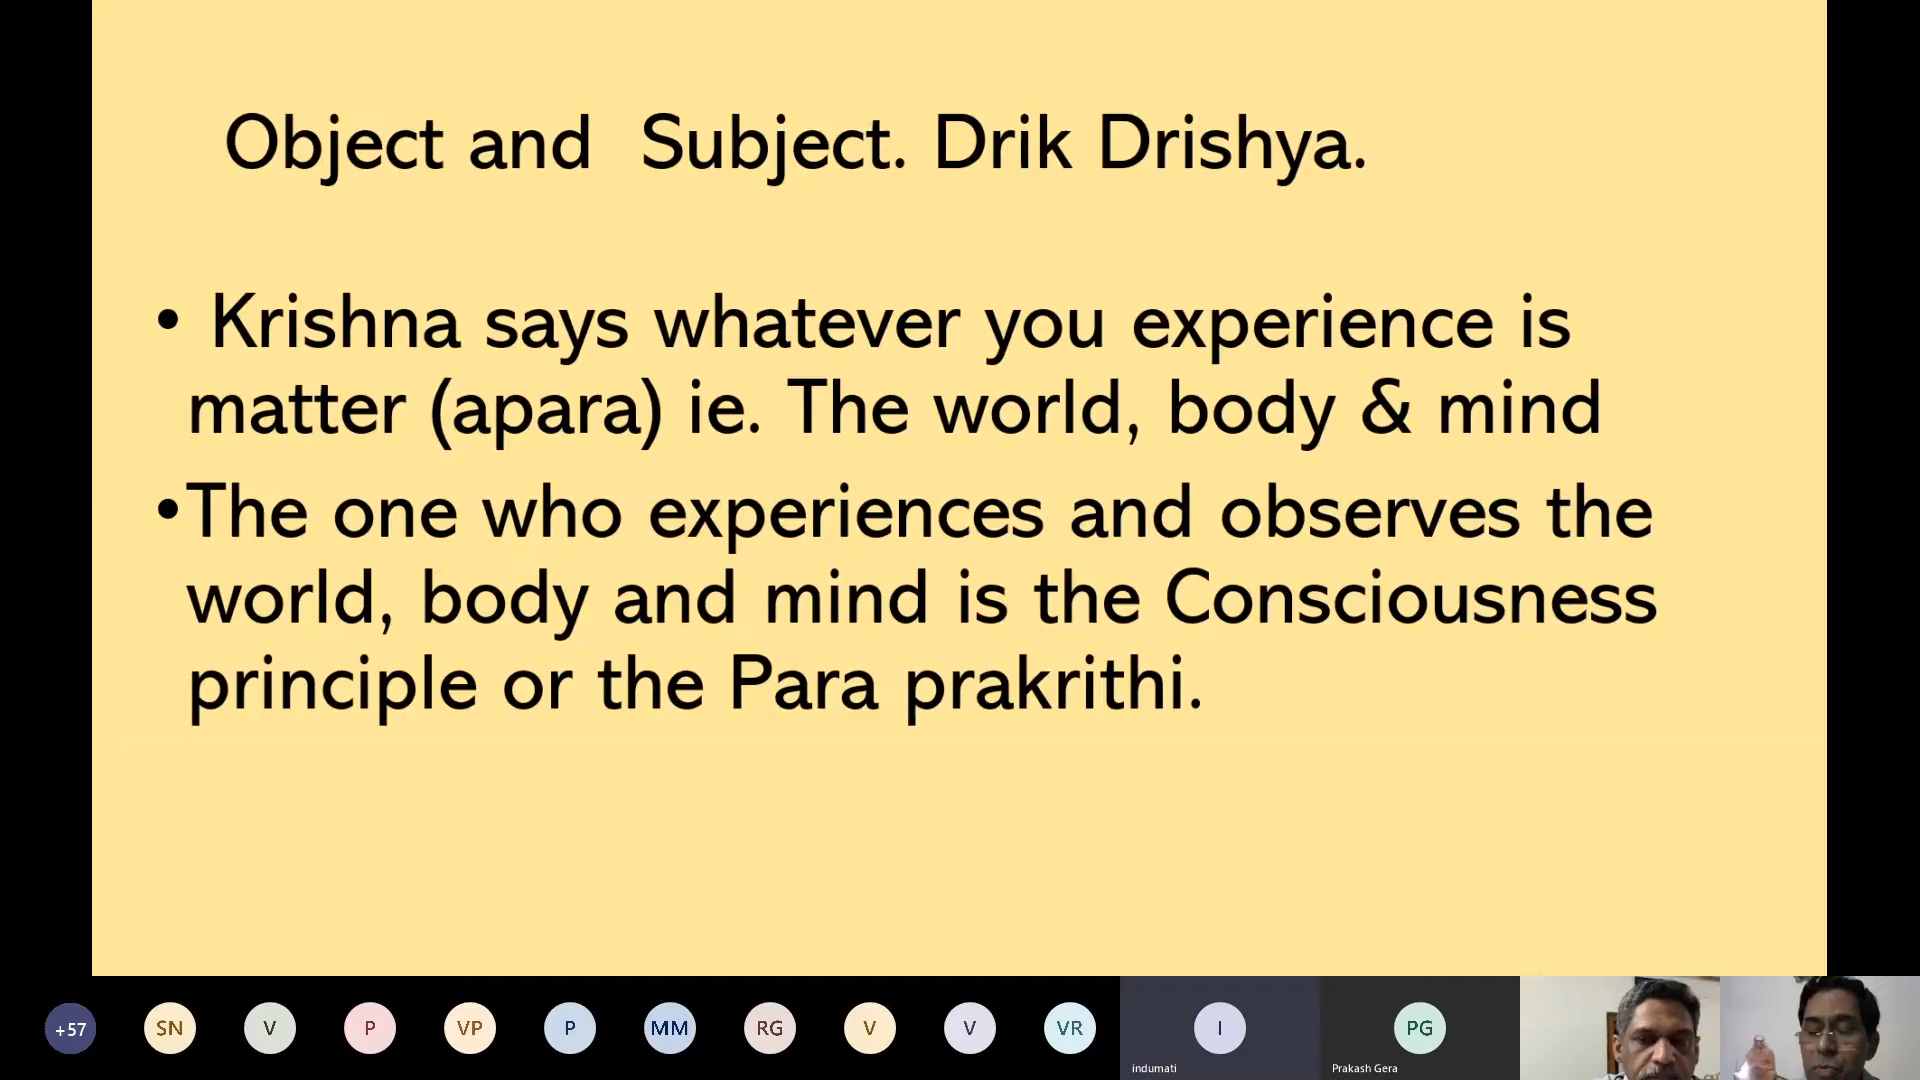 Object and  Subject. Drik Drishya.
• Krishna says whatever you experience is
matter (apara) ie. The world, body & mind
•The one who experiences and observes the
world, body and mind is the Consciousness
principle or the Para prakrithi.
+57 SN V P VP P MM RG V V VR I PG
indumati Prakash Gera